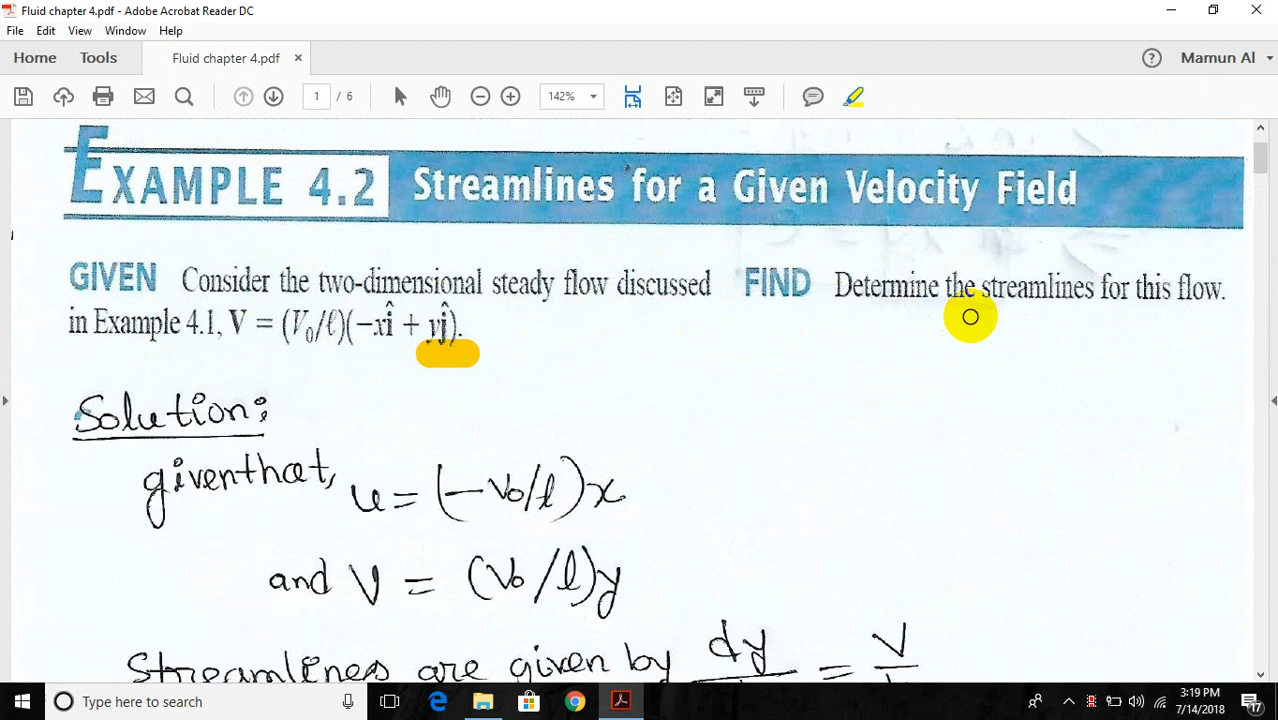 Fluid chapter 4.pdf - Adobe Acrobat Reader DC
File Edit View Window Help
Home Tools Fluid chapter 4.pdf × Mamun Al
1 / 6 142%
EXAMPLE 4.2 Streamlines for a Given Velocity Field
GIVEN Consider the two-dimensional steady flow discussed
in Example 4.1, V = (V₀/ℓ)(−xî + yĵ).
FIND Determine the streamlines for this flow.
Solution:
given that, u = (−V₀/l)x
and V = (V₀/l)y
Streamlines are given by dy = V
Type here to search
3:19 PM
7/14/2018
17